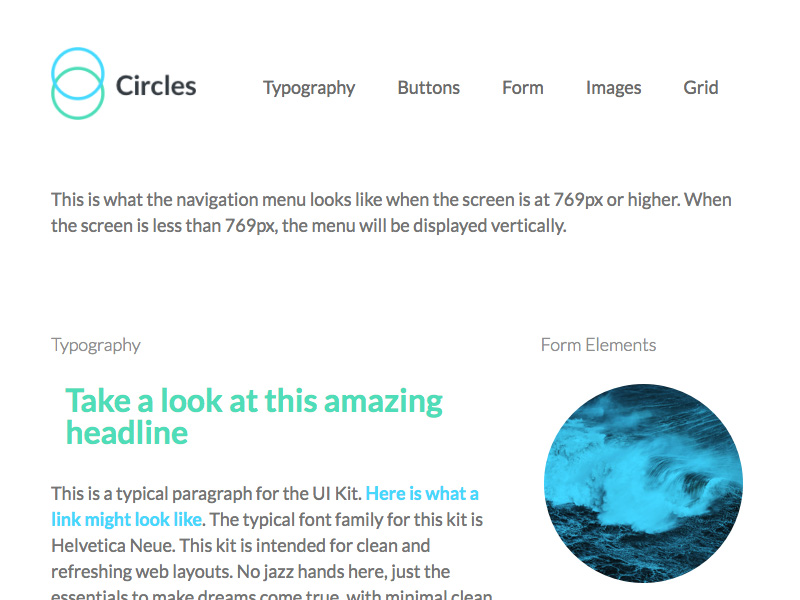 Circles
Typography Buttons Form Images Grid
This is what the navigation menu looks like when the screen is at 769px or higher. When
the screen is less than 769px, the menu will be displayed vertically.
Typography
Take a look at this amazing
headline
This is a typical paragraph for the UI Kit. Here is what a
link might look like. The typical font family for this kit is
Helvetica Neue. This kit is intended for clean and
refreshing web layouts. No jazz hands here, just the
essentials to make dreams come true, with minimal clean
Form Elements